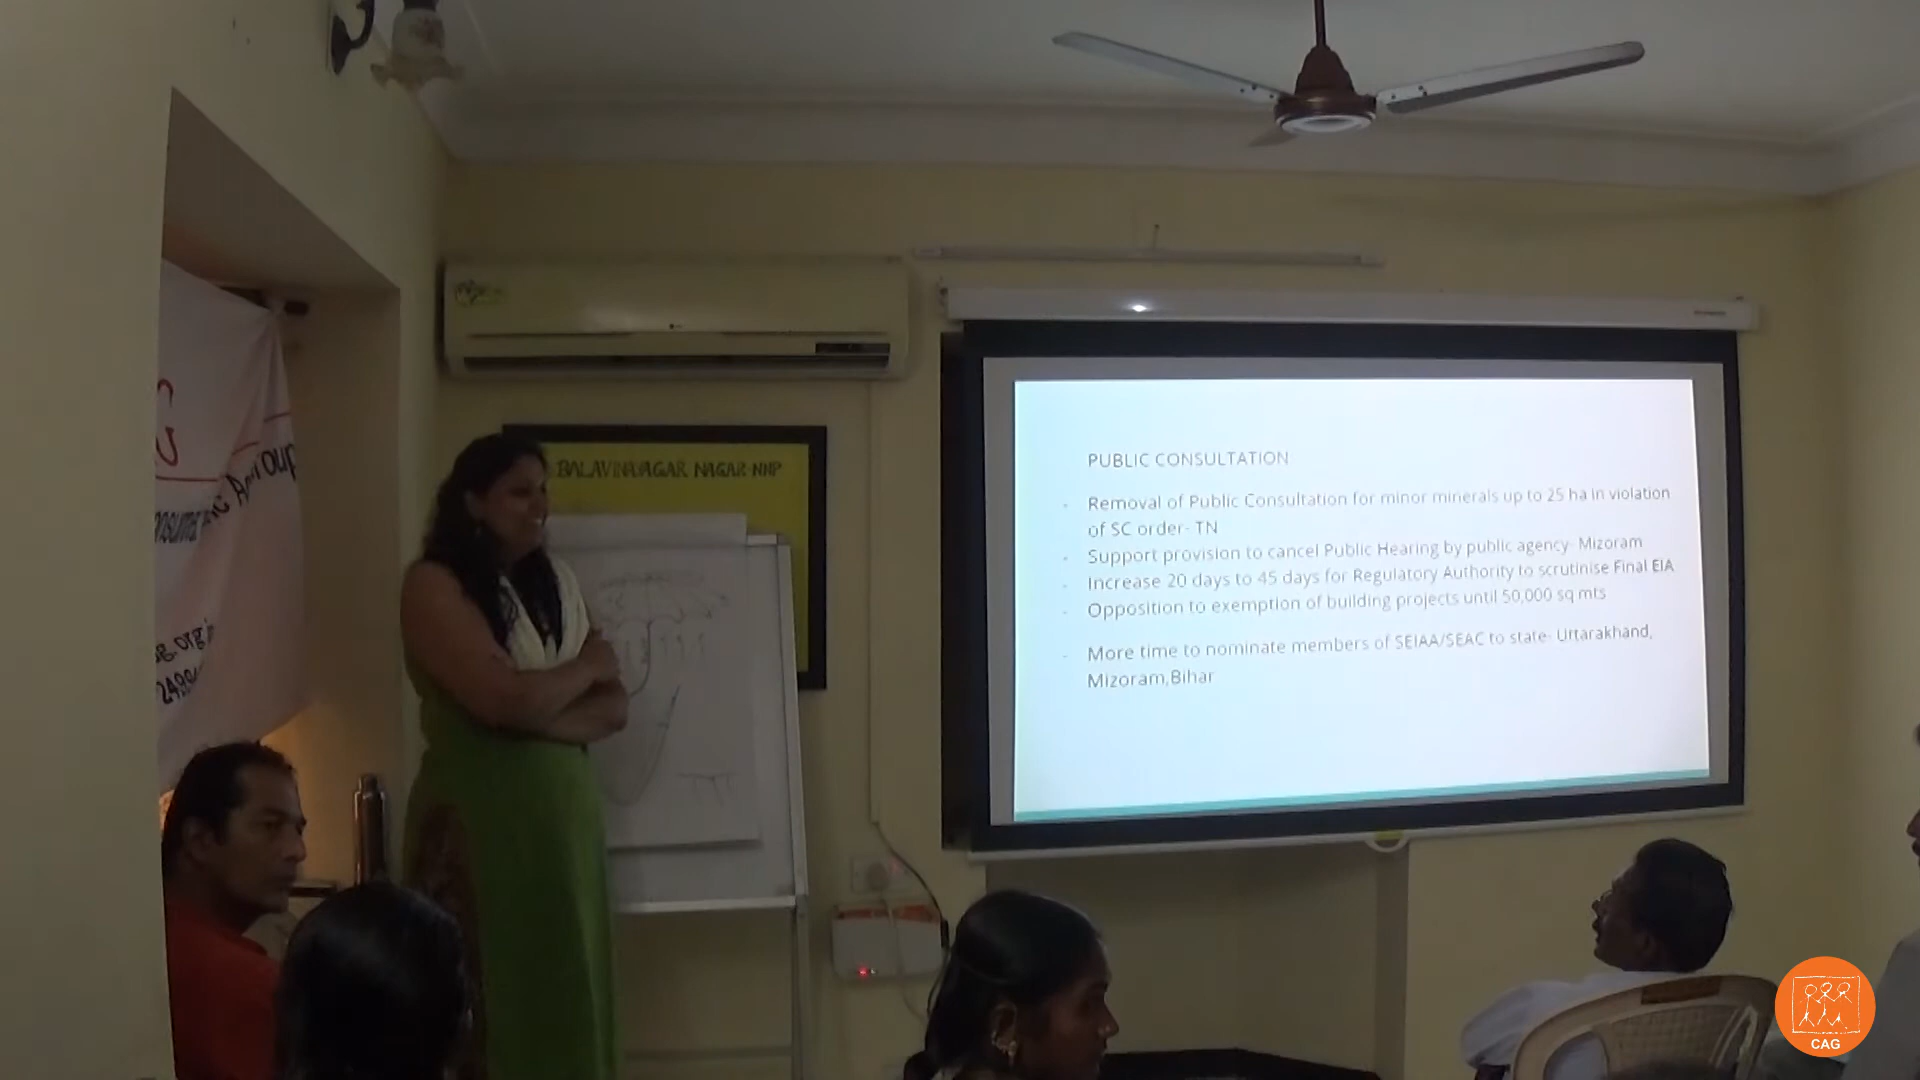 BALAVINAYAGAR NAGAR-NNP
PUBLIC CONSULTATION
- Removal of Public Consultation for minor minerals up to 25 ha in violation
of SC order- TN
- Support provision to cancel Public Hearing by public agency- Mizoram
- Increase 20 days to 45 days for Regulatory Authority to scrutinise Final EIA
- Opposition to exemption of building projects until 50,000 sq mts
- More time to nominate members of SEIAA/SEAC to state- Uttarakhand,
Mizoram,Bihar
CAG